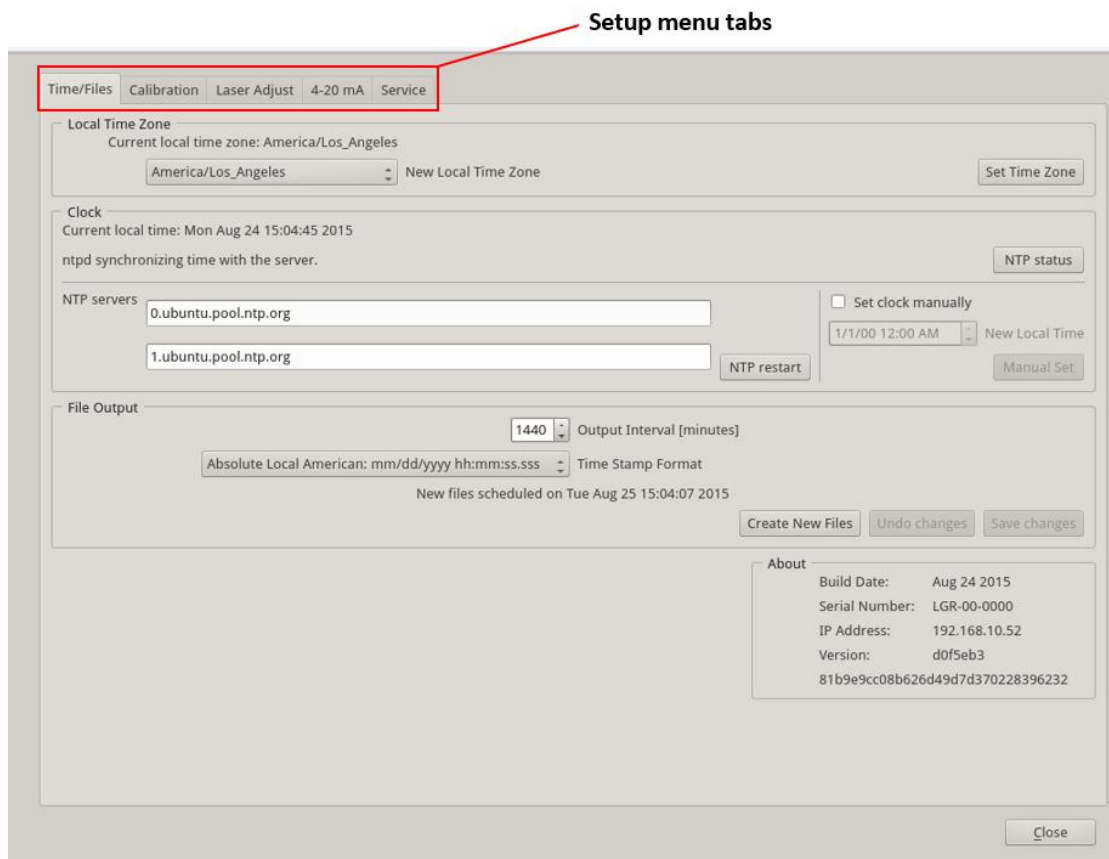 Setup menu tabs
Time/Files Calibration Laser Adjust 4-20 mA Service
Local Time Zone
Current local time zone: America/Los_Angeles
America/Los_Angeles New Local Time Zone Set Time Zone
Clock
Current local time: Mon Aug 24 15:04:45 2015
ntpd synchronizing time with the server. NTP status
NTP servers 0.ubuntu.pool.ntp.org
Set clock manually
1/1/00 12:00 AM New Local Time
1.ubuntu.pool.ntp.org NTP restart Manual Set
File Output
1440 Output Interval [minutes]
Absolute Local American: mm/dd/yyyy hh:mm:ss.sss Time Stamp Format
New files scheduled on Tue Aug 25 15:04:07 2015
Create New Files Undo changes Save changes
About
Build Date: Aug 24 2015
Serial Number: LGR-00-0000
IP Address: 192.168.10.52
Version: d0f5eb3
81b9e9cc08b626d49d7d370228396232
Close